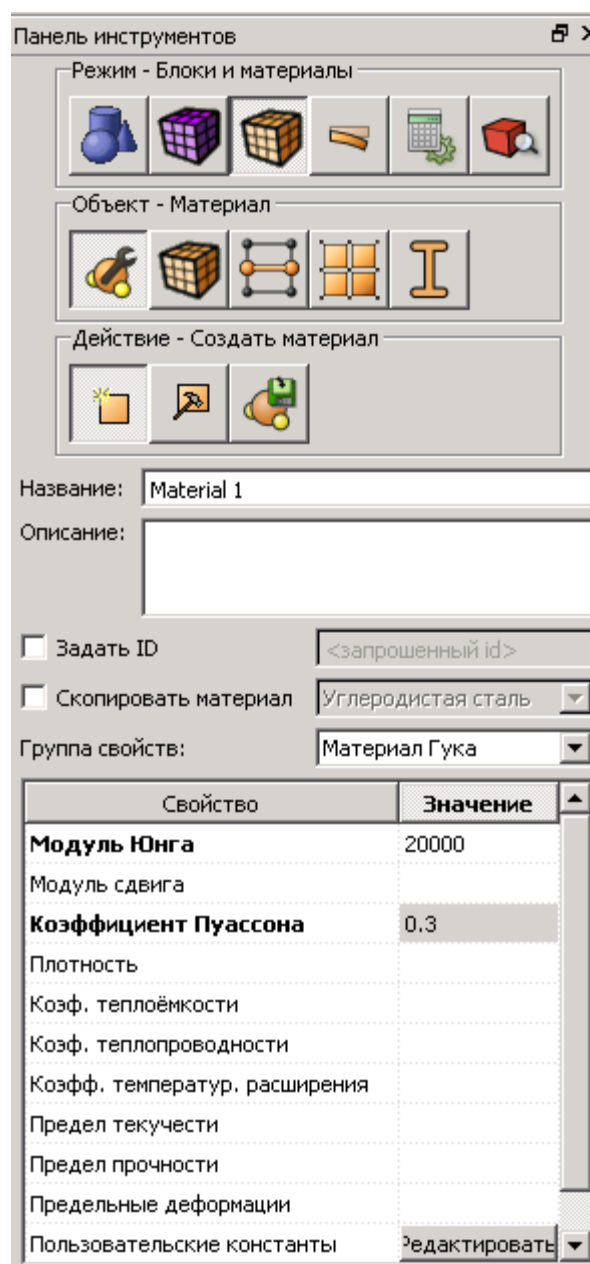 Панель инструментов
Режим - Блоки и материалы
Объект - Материал
Действие - Создать материал
Название: Material 1
Описание:
Задать ID <запрошенный id>
Скопировать материал Углеродистая сталь
Группа свойств: Материал Гука
Свойство Значение
Модуль Юнга 20000
Модуль сдвига
Коэффициент Пуассона 0.3
Плотность
Коэф. теплоёмкости
Коэф. теплопроводности
Коэфф. температур. расширения
Предел текучести
Предел прочности
Предельные деформации
Пользовательские константы Редактировать